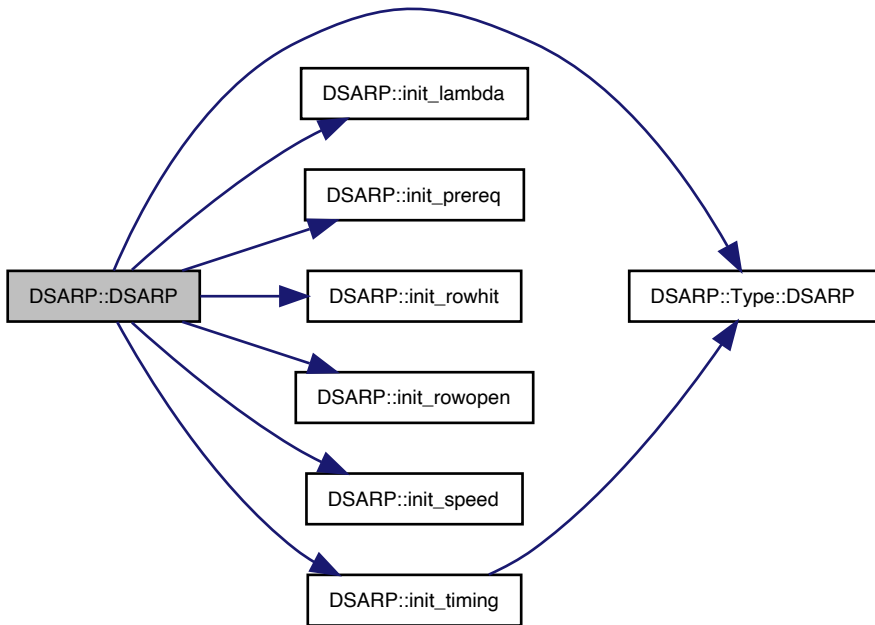 DSARP::init_lambda
DSARP::init_prereq
DSARP::DSARP
DSARP::init_rowhit
DSARP::Type::DSARP
DSARP::init_rowopen
DSARP::init_speed
DSARP::init_timing